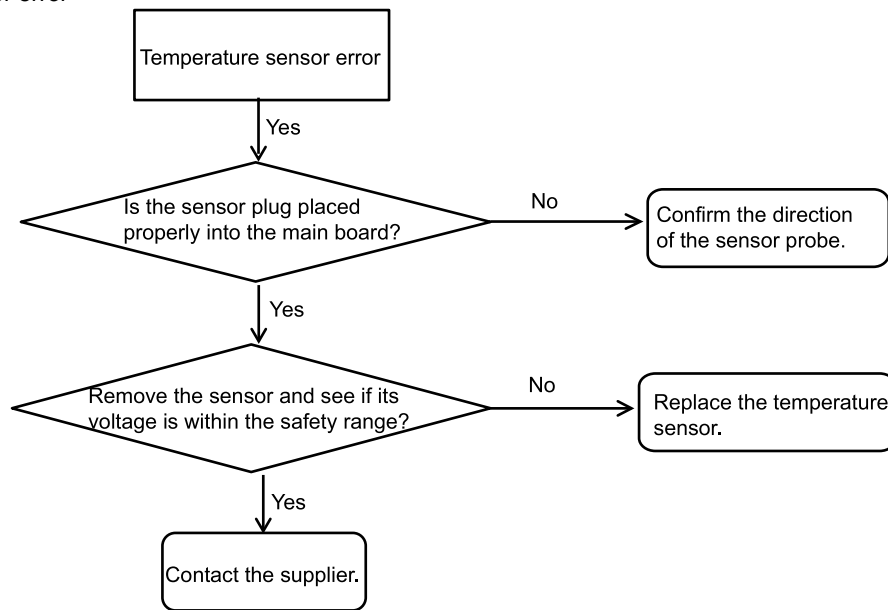 Temperature sensor error
Yes
Is the sensor plug placed
properly into the main board?
No
Confirm the direction
of the sensor probe.
Yes
Remove the sensor and see if its
voltage is within the safety range?
No
Replace the temperature
sensor.
Yes
Contact the supplier.